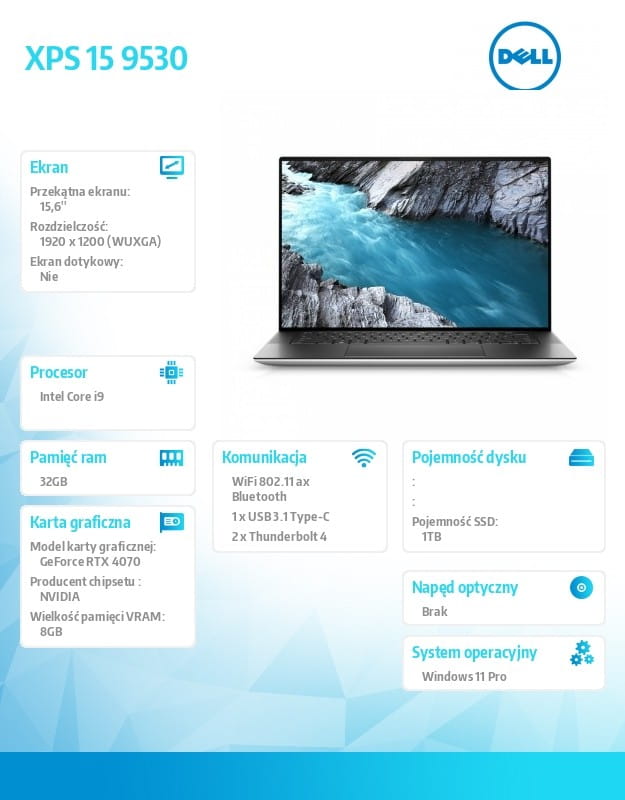 XPS 15 9530
DELL
Ekran
Przekątna ekranu:
15,6"
Rozdzielczość:
1920 x 1200 (WUXGA)
Ekran dotykowy:
Nie
Procesor
Intel Core i9
Pamięć ram
32GB
Karta graficzna
Model karty graficznej:
GeForce RTX 4070
Producent chipsetu :
NVIDIA
Wielkość pamięci VRAM:
8GB
Komunikacja
WiFi 802.11 ax
Bluetooth
1 x USB 3.1 Type-C
2 x Thunderbolt 4
Pojemność dysku
:
:
Pojemność SSD:
1TB
Napęd optyczny
Brak
System operacyjny
Windows 11 Pro